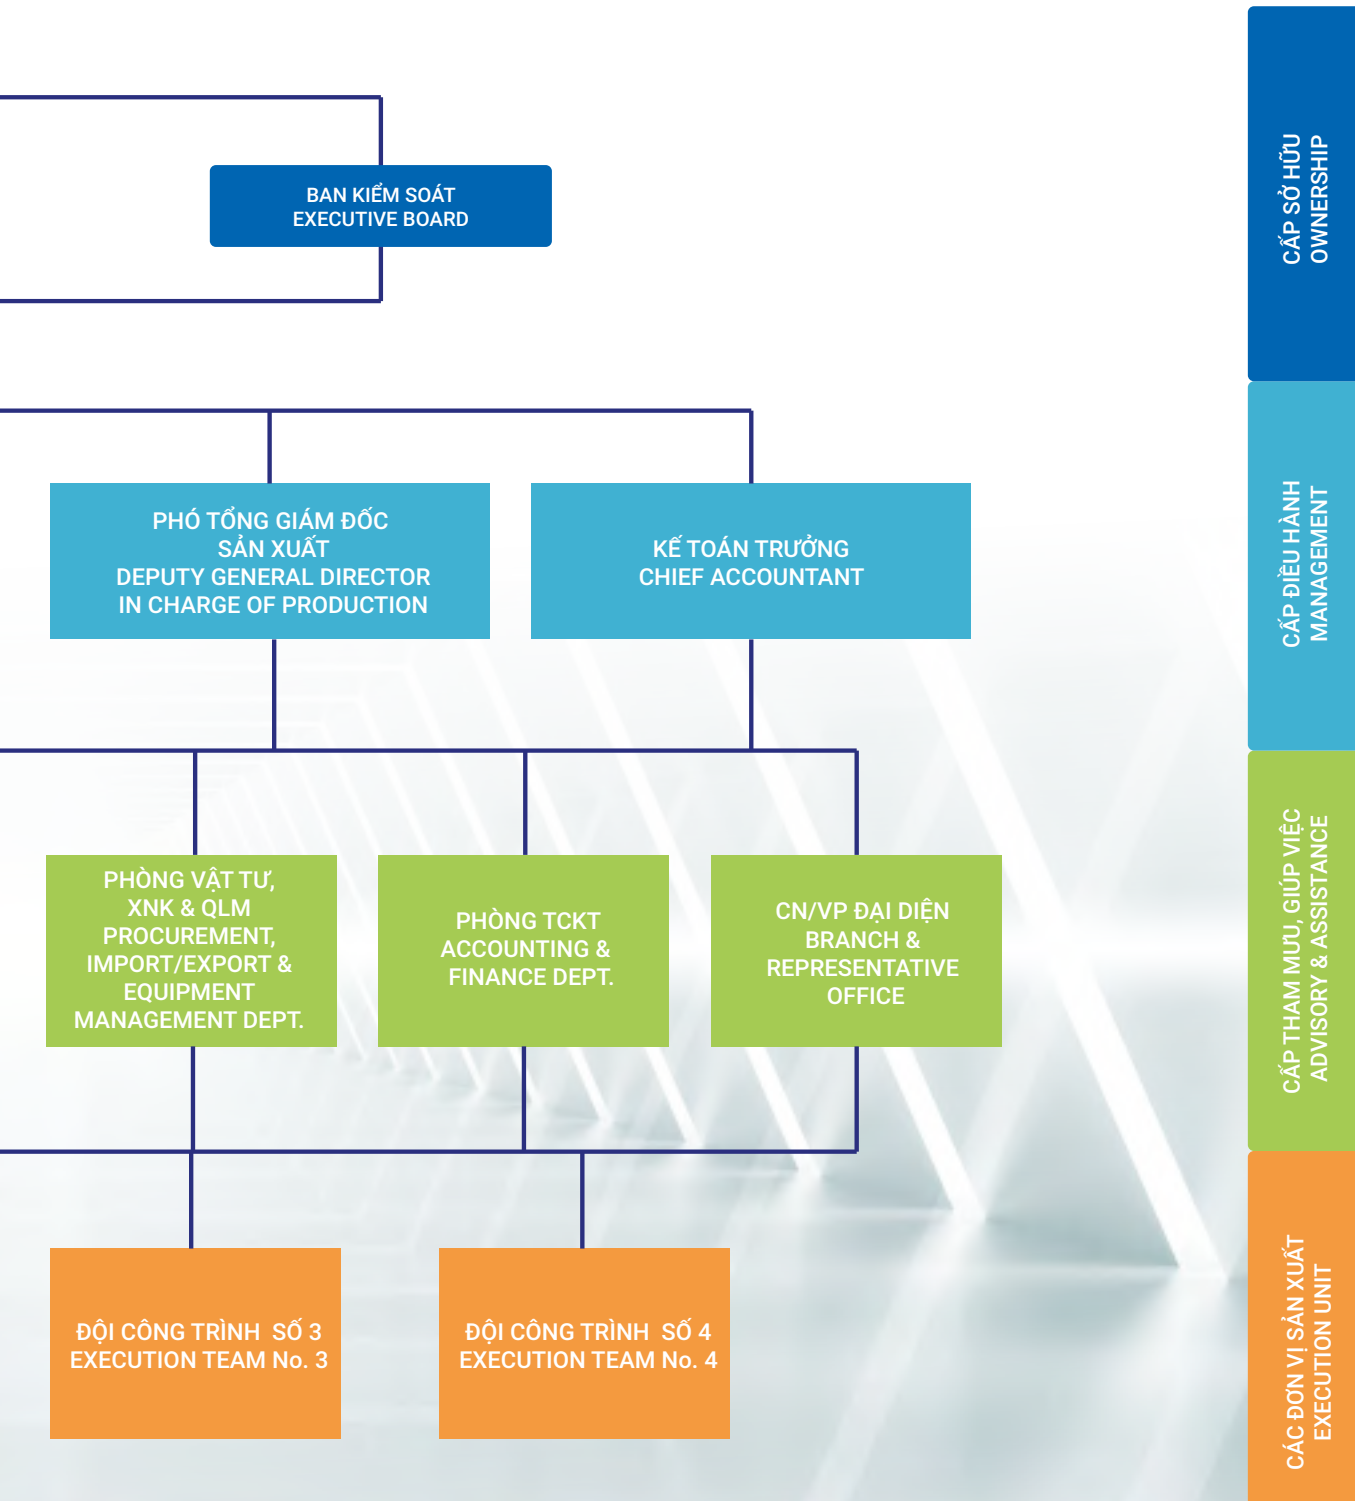 BAN KIỂM SOÁT
EXECUTIVE BOARD
CẤP SỞ HỮU
OWNERSHIP
PHÓ TỔNG GIÁM ĐỐC
SẢN XUẤT
DEPUTY GENERAL DIRECTOR
IN CHARGE OF PRODUCTION
KẾ TOÁN TRƯỞNG
CHIEF ACCOUNTANT
CẤP ĐIỀU HÀNH
MANAGEMENT
PHÒNG VẬT TƯ,
XNK & QLM
PROCUREMENT,
IMPORT/EXPORT &
EQUIPMENT
MANAGEMENT DEPT.
PHÒNG TCKT
ACCOUNTING &
FINANCE DEPT.
CN/VP ĐẠI DIỆN
BRANCH &
REPRESENTATIVE
OFFICE
CẤP THAM MƯU, GIÚP VIỆC
ADVISORY & ASSISTANCE
ĐỘI CÔNG TRÌNH SỐ 3
EXECUTION TEAM No. 3
ĐỘI CÔNG TRÌNH SỐ 4
EXECUTION TEAM No. 4
CÁC ĐƠN VỊ SẢN XUẤT
EXECUTION UNIT